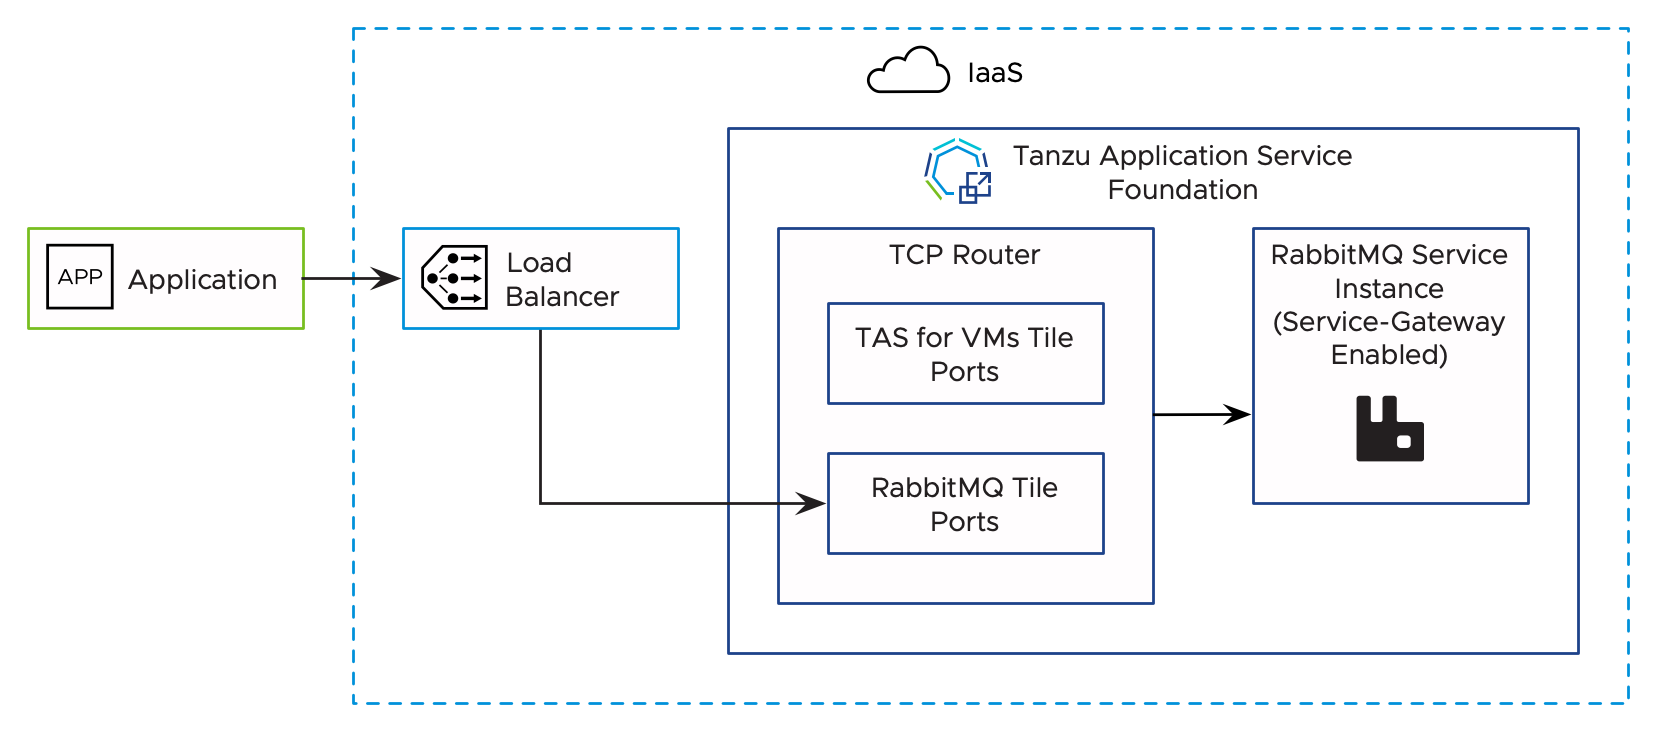 IaaS
Tanzu Application Service
Foundation
APP
Application
Load
Balancer
TCP Router
TAS for VMs Tile
Ports
RabbitMQ Tile
Ports
RabbitMQ Service
Instance
(Service-Gateway
Enabled)